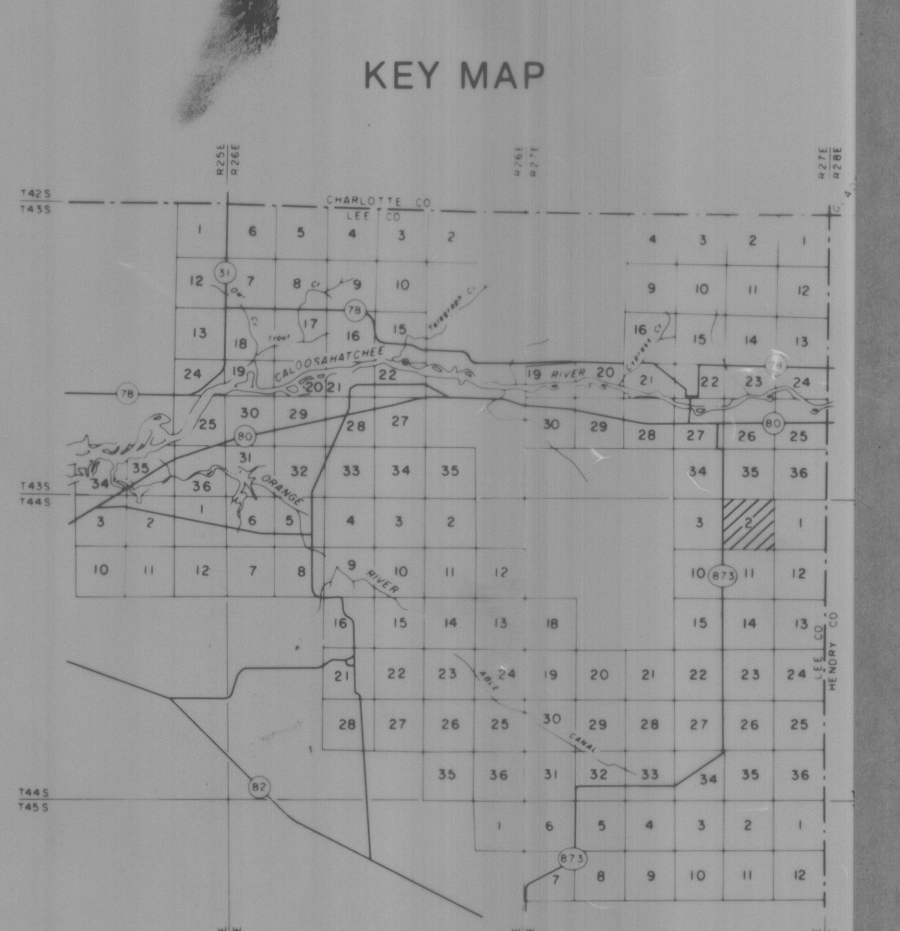 KEY MAP
R25E R26E R26E R27E R27E R28E
T42S
T43S
CHARLOTTE CO
LEE CO
1 6 5 4 3 2 4 3 2 1
31
12 7 8 Cr 9 10 9 10 11 12
78
Telegraph Cr
13 18 17 16 15 16 15 14 13
Trout
CALOOSAHATCHEE
24 19 20 21 22 19 RIVER 20 21 22 23 24
78
25 30 29 28 27 30 29 28 27 26 25
80 80
34 35 36 31 32 33 34 35 34 35 36
ORANGE
T43S
T44S
3 2 1 6 5 4 3 2 3 2 1
10 11 12 7 8 9 10 11 12 10 873 11 12
RIVER
16 15 14 13 18 15 14 13
LEE CO
HENDRY CO
21 22 23 24 19 20 21 22 23 24
ABLE
28 27 26 25 30 29 28 27 26 25
CANAL
35 36 31 32 33 34 35 36
82
T44S
T45S
1 6 5 4 3 2 1
873
7 8 9 10 11 12